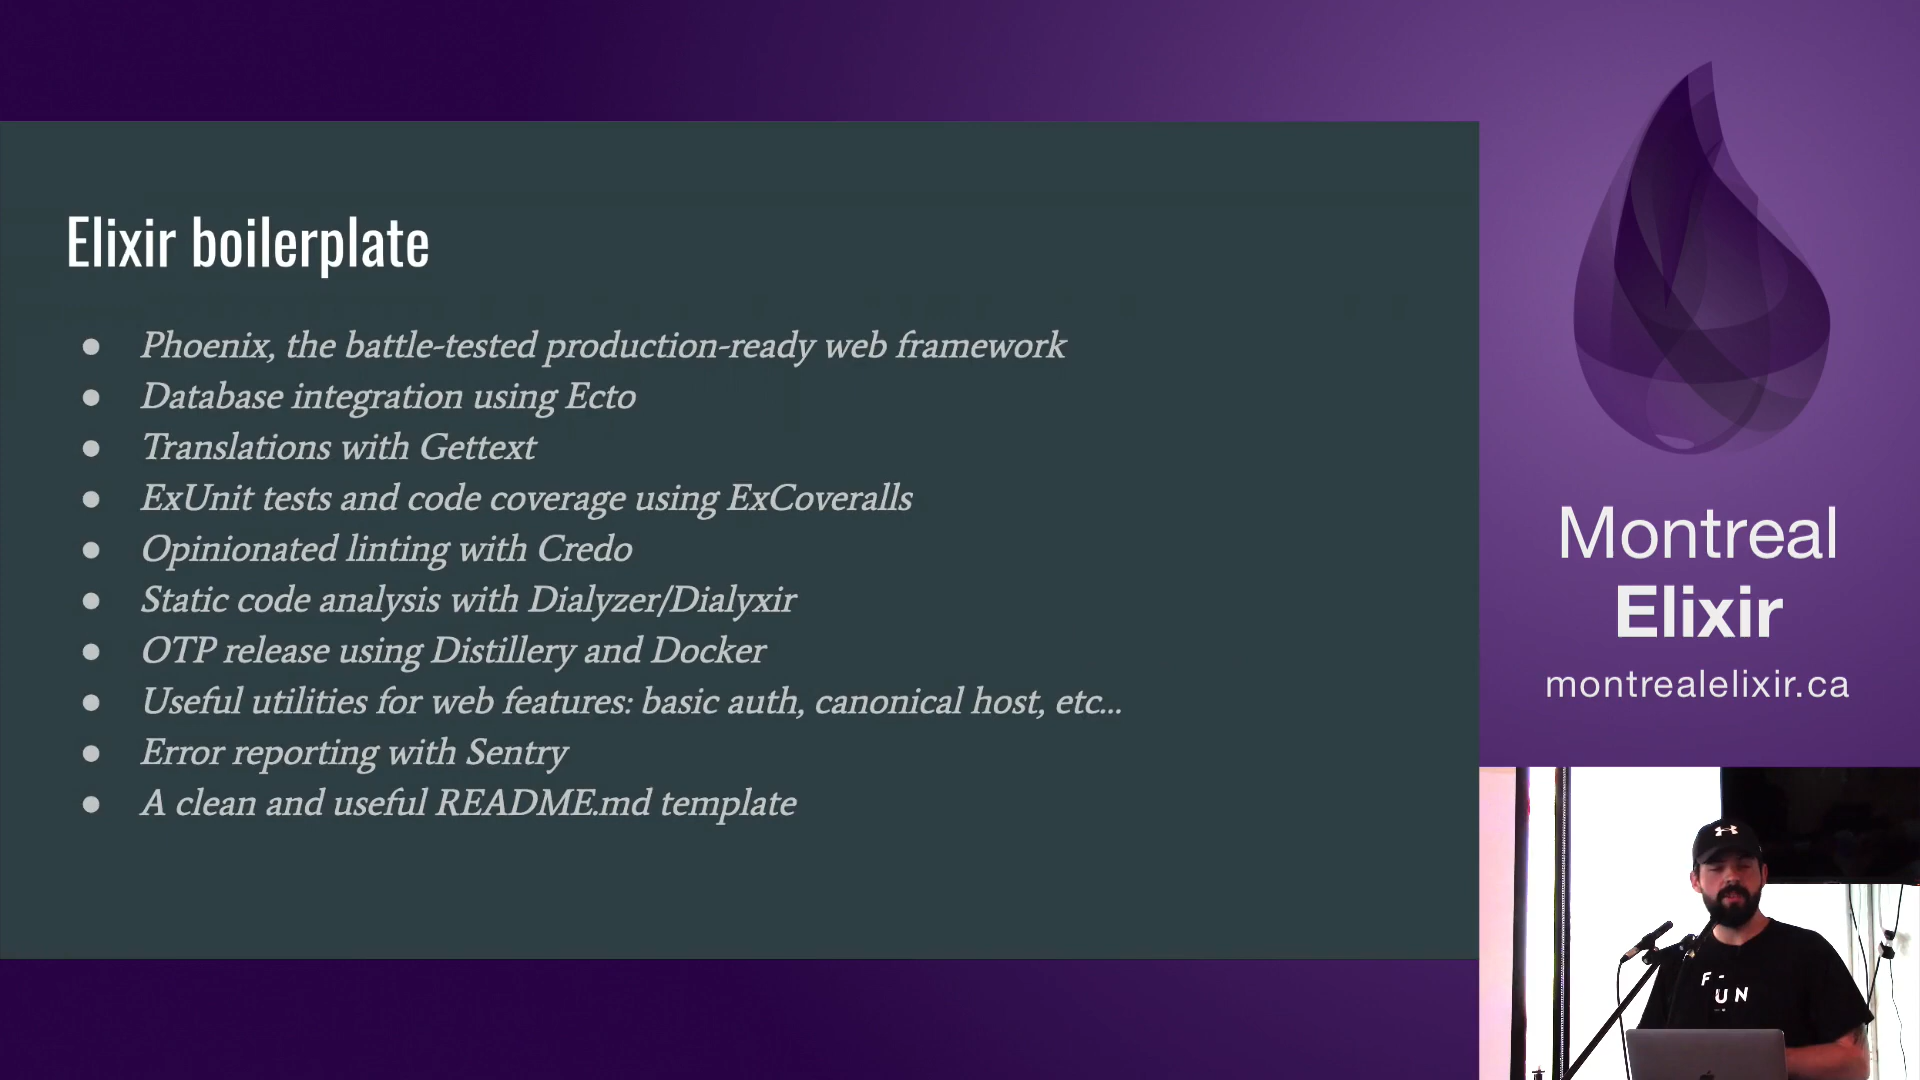 Elixir boilerplate
● Phoenix, the battle-tested production-ready web framework
● Database integration using Ecto
● Translations with Gettext
● ExUnit tests and code coverage using ExCoveralls
● Opinionated linting with Credo
● Static code analysis with Dialyzer/Dialyxir
● OTP release using Distillery and Docker
● Useful utilities for web features: basic auth, canonical host, etc...
● Error reporting with Sentry
● A clean and useful README.md template
Montreal
Elixir
montrealelixir.ca
F-
UN